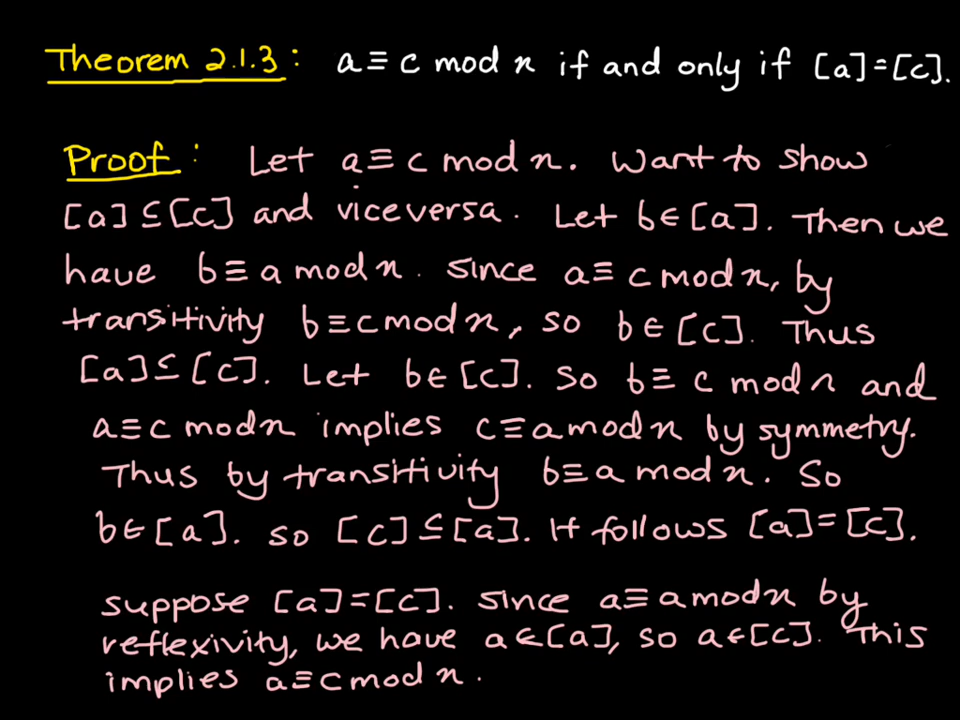 Theorem 2.1.3: a ≡ c mod n if and only if [a]=[c].
Proof: Let a ≡ c mod n. Want to show
[a] ⊆ [c] and viceversa. Let b ∈ [a]. Then we
have b ≡ a mod n. Since a ≡ c mod n, by
transitivity b ≡ c mod n, so b ∈ [c]. Thus
[a] ⊆ [c]. Let b ∈ [c]. So b ≡ c mod n and
a ≡ c mod n implies c ≡ a mod n by symmetry.
Thus by transitivity b ≡ a mod n. So
b ∈ [a]. So [c] ⊆ [a]. It follows [a]=[c].
Suppose [a]=[c]. Since a ≡ a mod n by
reflexivity, we have a ∈ [a], so a ∈ [c]. This
implies a ≡ c mod n.